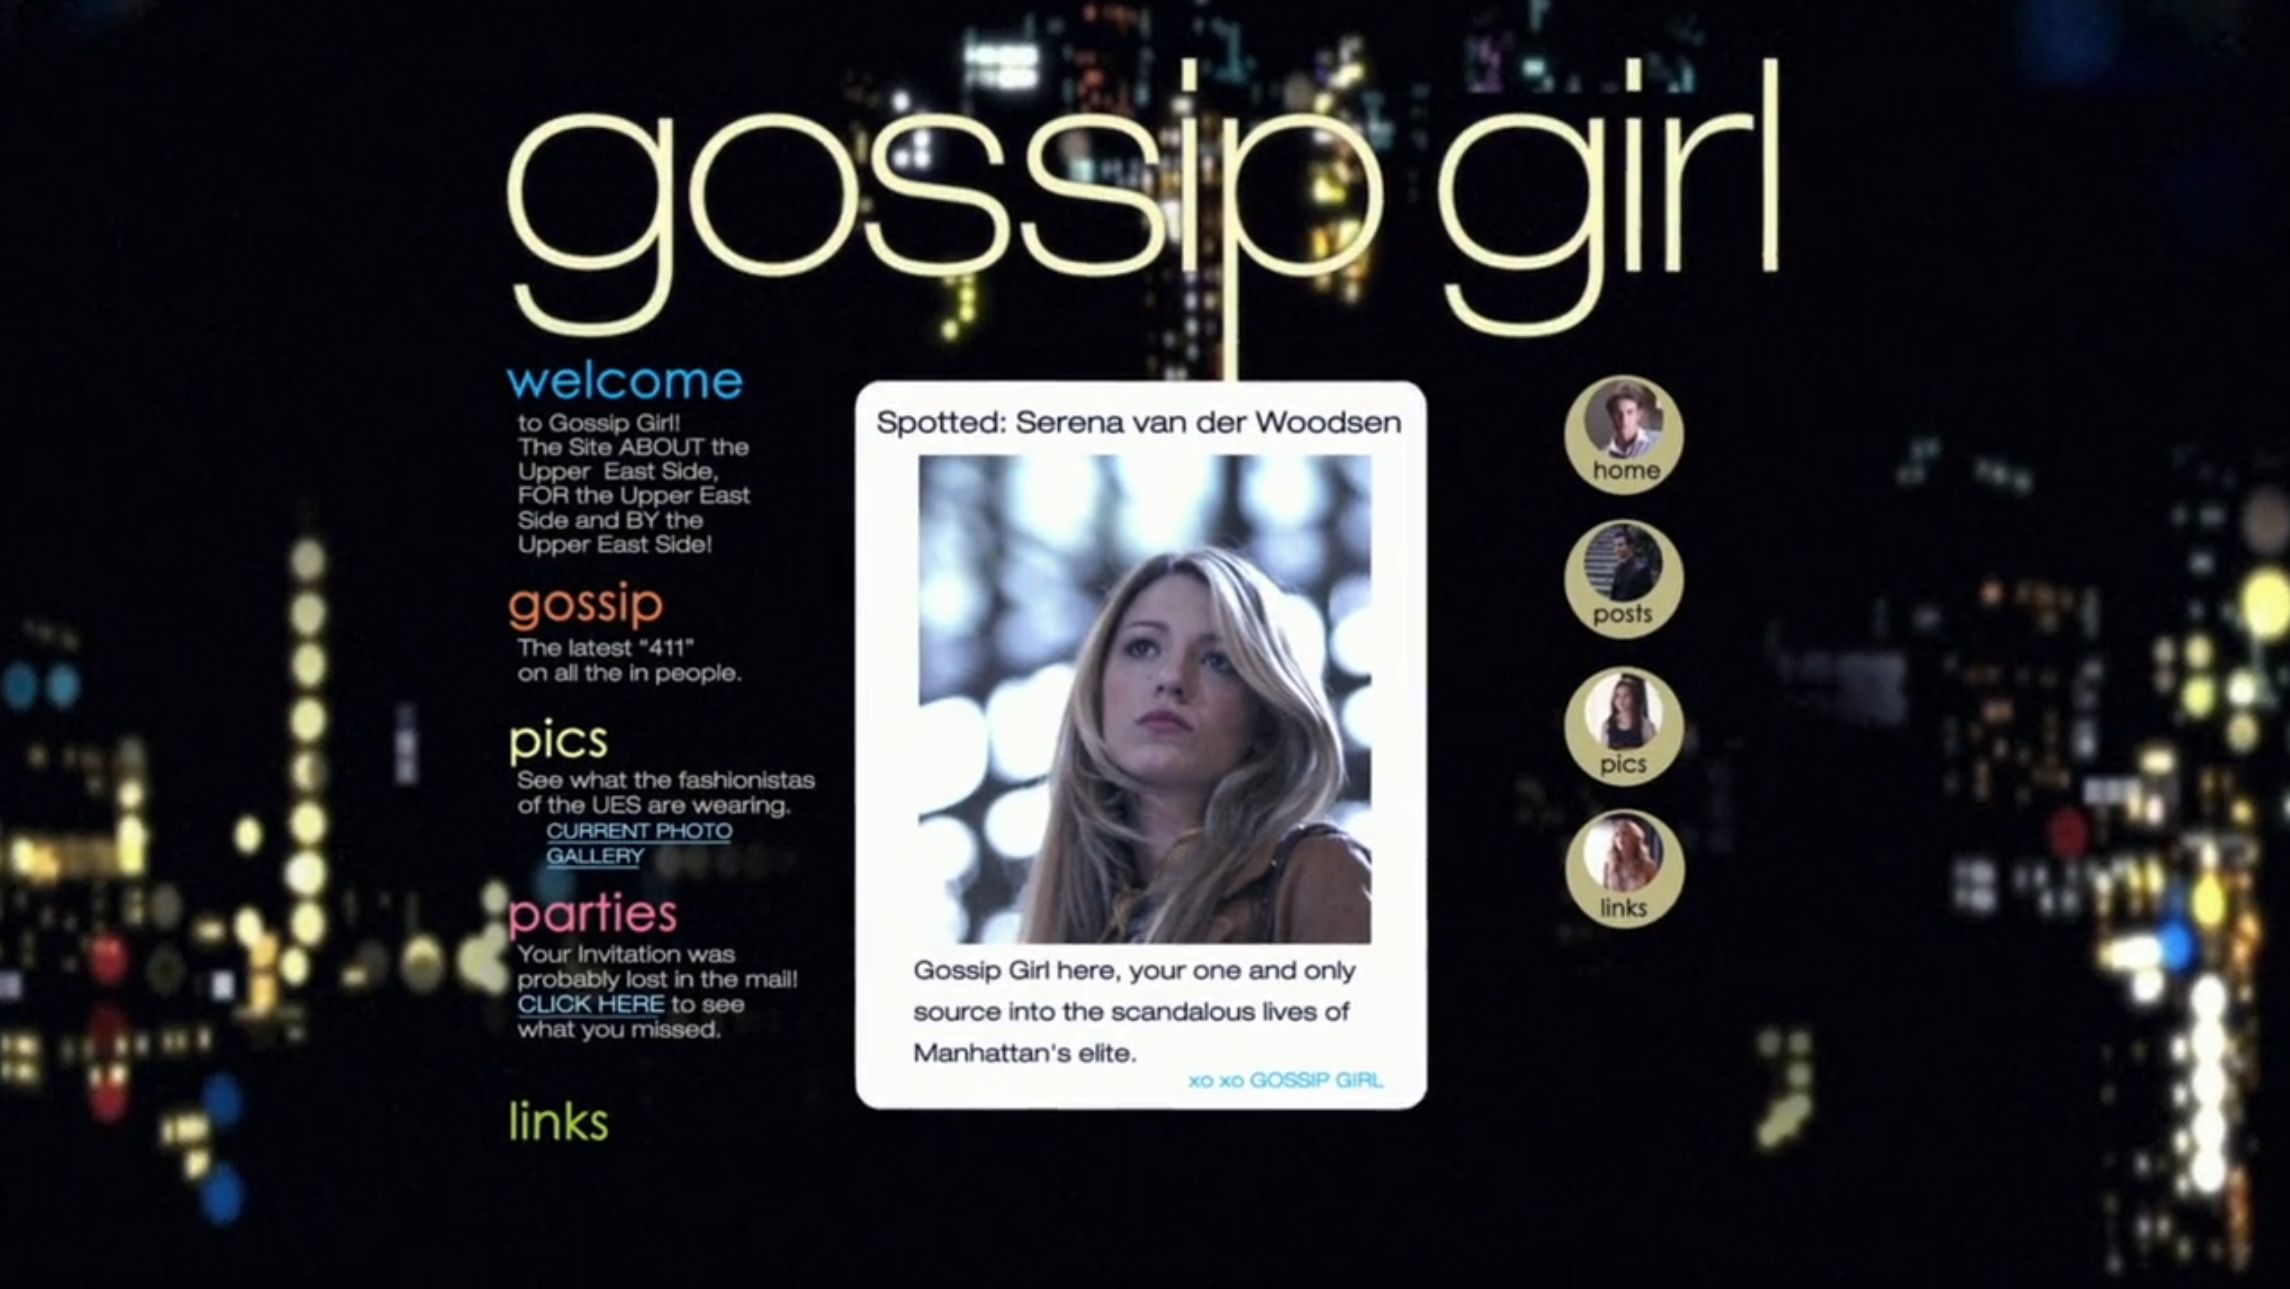 gossip girl
welcome
to Gossip Girl!
The Site ABOUT the
Upper East Side,
FOR the Upper East
Side and BY the
Upper East Side!
gossip
The latest “411”
on all the in people.
pics
See what the fashionistas
of the UES are wearing.
CURRENT PHOTO
GALLERY
parties
Your Invitation was
probably lost in the mail!
CLICK HERE to see
what you missed.
links
Spotted: Serena van der Woodsen
Gossip Girl here, your one and only
source into the scandalous lives of
Manhattan's elite.
xo xo GOSSIP GIRL
home
posts
pics
links